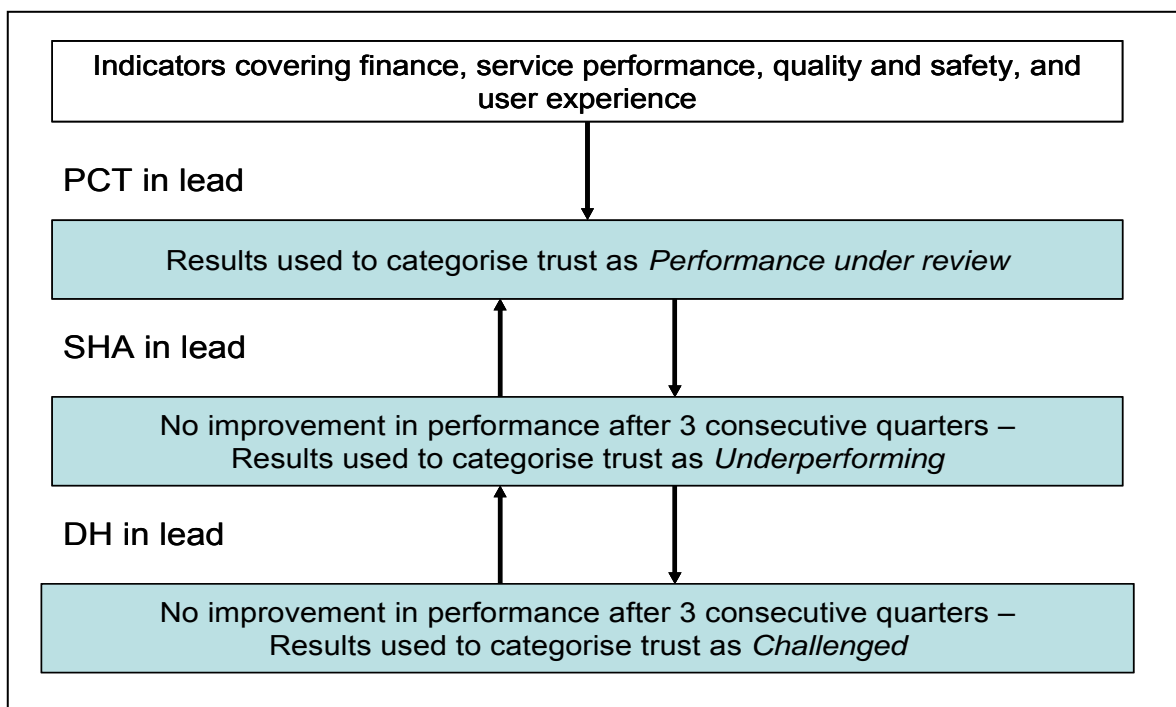 Indicators covering finance, service performance, quality and safety, and
user experience
PCT in lead
Results used to categorise trust as Performance under review
SHA in lead
No improvement in performance after 3 consecutive quarters –
Results used to categorise trust as Underperforming
DH in lead
No improvement in performance after 3 consecutive quarters –
Results used to categorise trust as Challenged